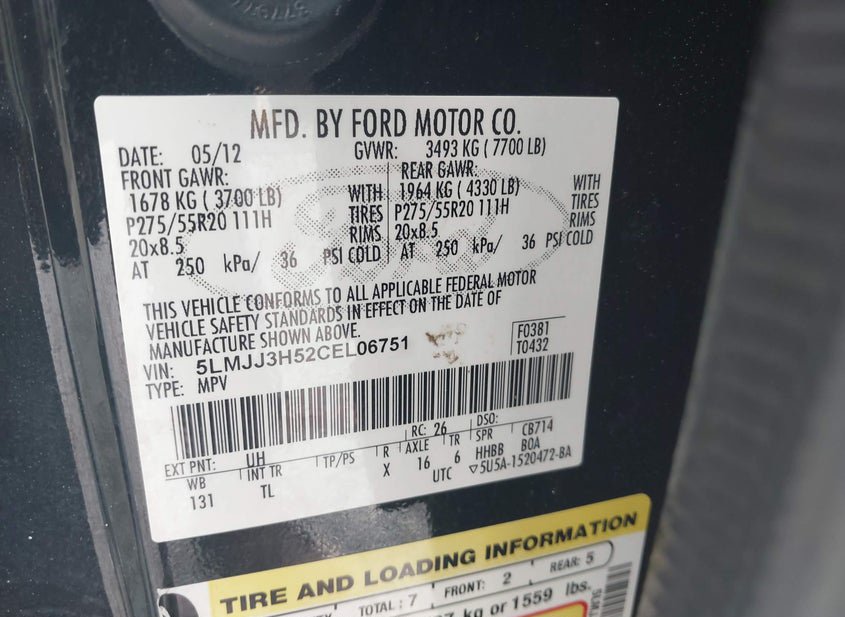 MFD. BY FORD MOTOR CO.
DATE: 05/12 GVWR: 3493 KG ( 7700 LB)
FRONT GAWR: REAR GAWR:
1678 KG ( 3700 LB) WITH 1964 KG ( 4330 LB) WITH
P275/55R20 111H TIRES P275/55R20 111H TIRES
20x8.5 RIMS 20x8.5 RIMS
AT 250 kPa/ 36 PSI COLD AT 250 kPa/ 36 PSI COLD
THIS VEHICLE CONFORMS TO ALL APPLICABLE FEDERAL MOTOR
VEHICLE SAFETY STANDARDS IN EFFECT ON THE DATE OF
MANUFACTURE SHOWN ABOVE.
VIN: 5LMJJ3H52CEL06751 F0381
TYPE: MPV T0432
EXT PNT: UH RC: 26 DSO: CB714
WB INT TR TP/PS R AXLE TR SPR BOA
131 TL X 16 6 HHBB
UTC ▽5U5A-1520472-BA
TIRE AND LOADING INFORMATION
TOTAL : 7 FRONT: 2 REAR: 5
kg or 1559 lbs.